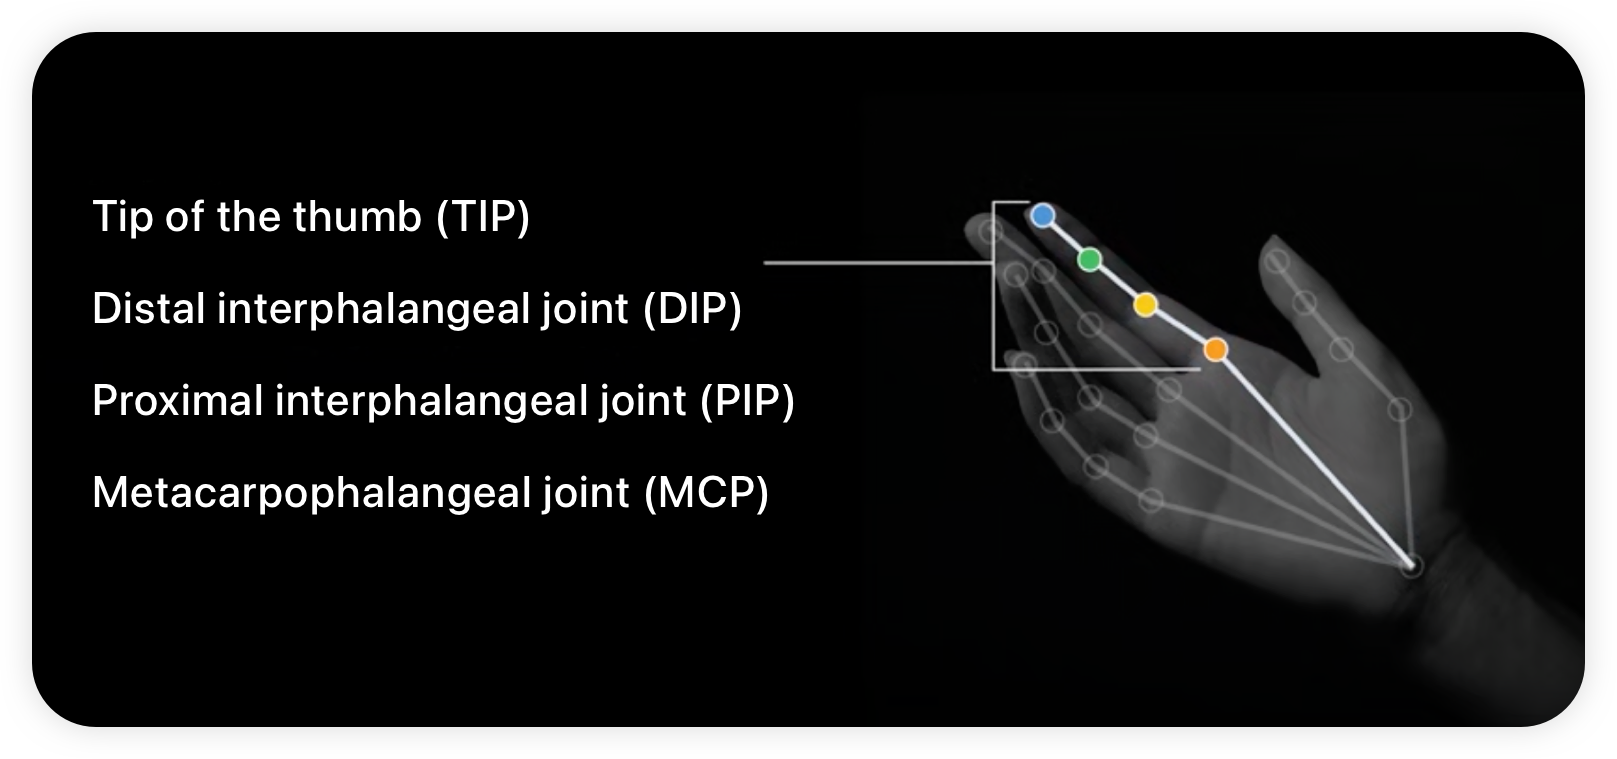 Tip of the thumb (TIP)
Distal interphalangeal joint (DIP)
Proximal interphalangeal joint (PIP)
Metacarpophalangeal joint (MCP)